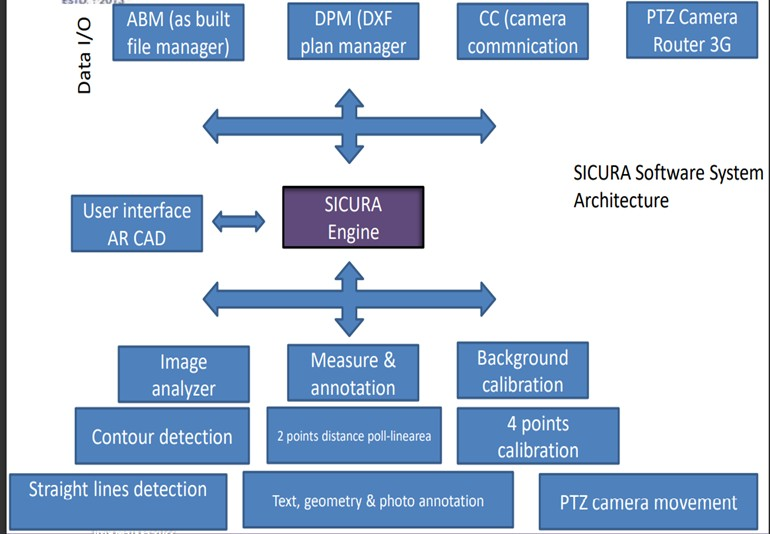 Data I/O
ABM (as built
file manager)
DPM (DXF
plan manager
CC (camera
commnication
PTZ Camera
Router 3G
SICURA Software System
Architecture
User interface
AR CAD
SICURA
Engine
Image
analyzer
Measure &
annotation
Background
calibration
Contour detection
2 points distance poll-linearea
4 points
calibration
Straight lines detection
Text, geometry & photo annotation
PTZ camera movement